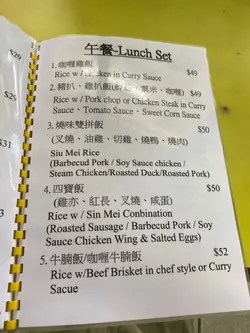 午餐-Lunch Set
1. 咖喱雞飯
Rice w/ chicken in Curry Sauce $49
2. 豬扒、雞扒飯(鮮茄、粟米、咖喱) $49
Rice w/ Pork chop or Chicken Steak in Curry
Sauce、Tomato Sauce、Sweet Corn Sauce
3. 燒味雙拼飯 $50
(叉燒、油雞、切雞、燒鴨、燒肉)
Siu Mei Rice
(Barbecud Pork / Soy Sauce chicken /
Steam Chicken/Roasted Duck/Roasted Pork)
4. 四寶飯 $50
(雞亦、紅長、叉燒、咸蛋)
Rice w / Sin Mei Conbination
(Roasted Sausage / Barbecud Pork / Soy
Sauce Chicken Wing & Salted Eggs)
5. 牛腩飯/咖喱牛腩飯 $52
Rice w/Beef Brisket in chef style or Curry
Sacue
$29
$29
$31